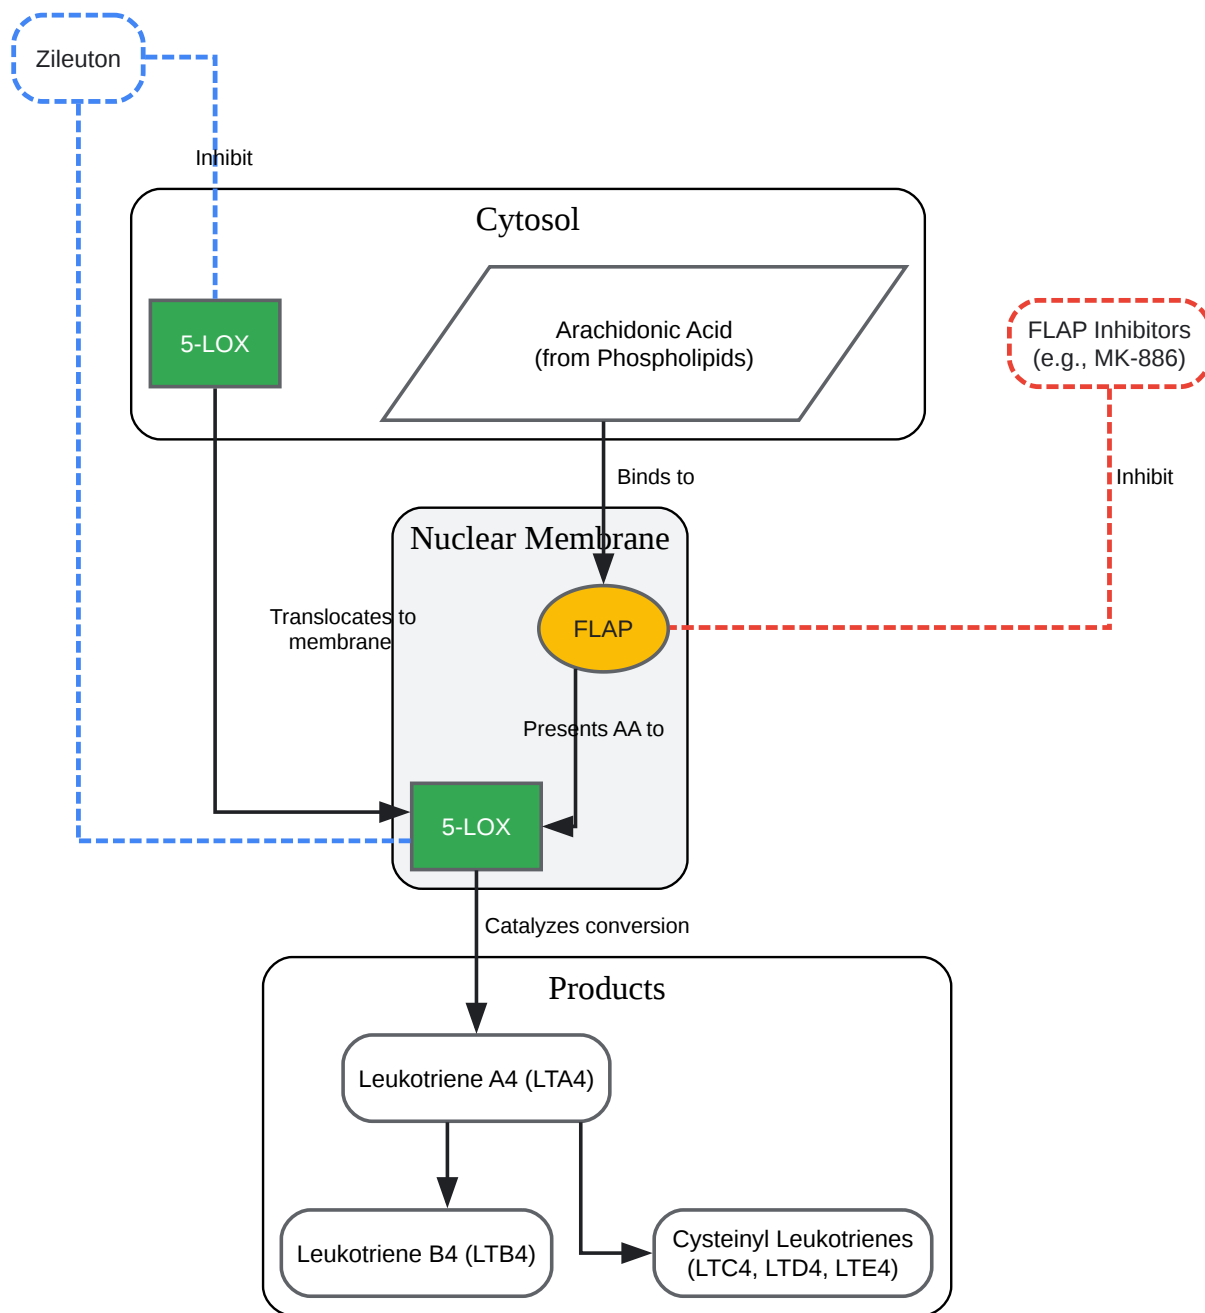 Zileuton
Inhibit
Cytosol
5-LOX
Arachidonic Acid
(from Phospholipids)
FLAP Inhibitors
(e.g., MK-886)
Binds to
Inhibit
Nuclear Membrane
Translocates to
membrane
FLAP
Presents AA to
5-LOX
Catalyzes conversion
Products
Leukotriene A4 (LTA4)
Leukotriene B4 (LTB4)
Cysteinyl Leukotrienes
(LTC4, LTD4, LTE4)